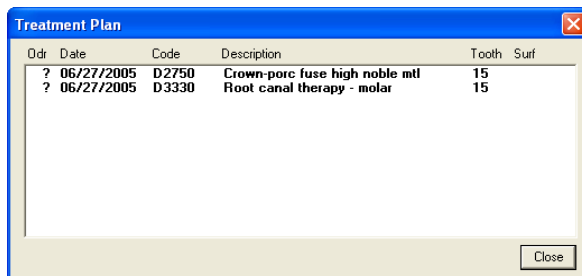 Treatment Plan
Odr Date Code Description Tooth Surf
? 06/27/2005 D2750 Crown-porc fuse high noble mtl 15
? 06/27/2005 D3330 Root canal therapy - molar 15
Close